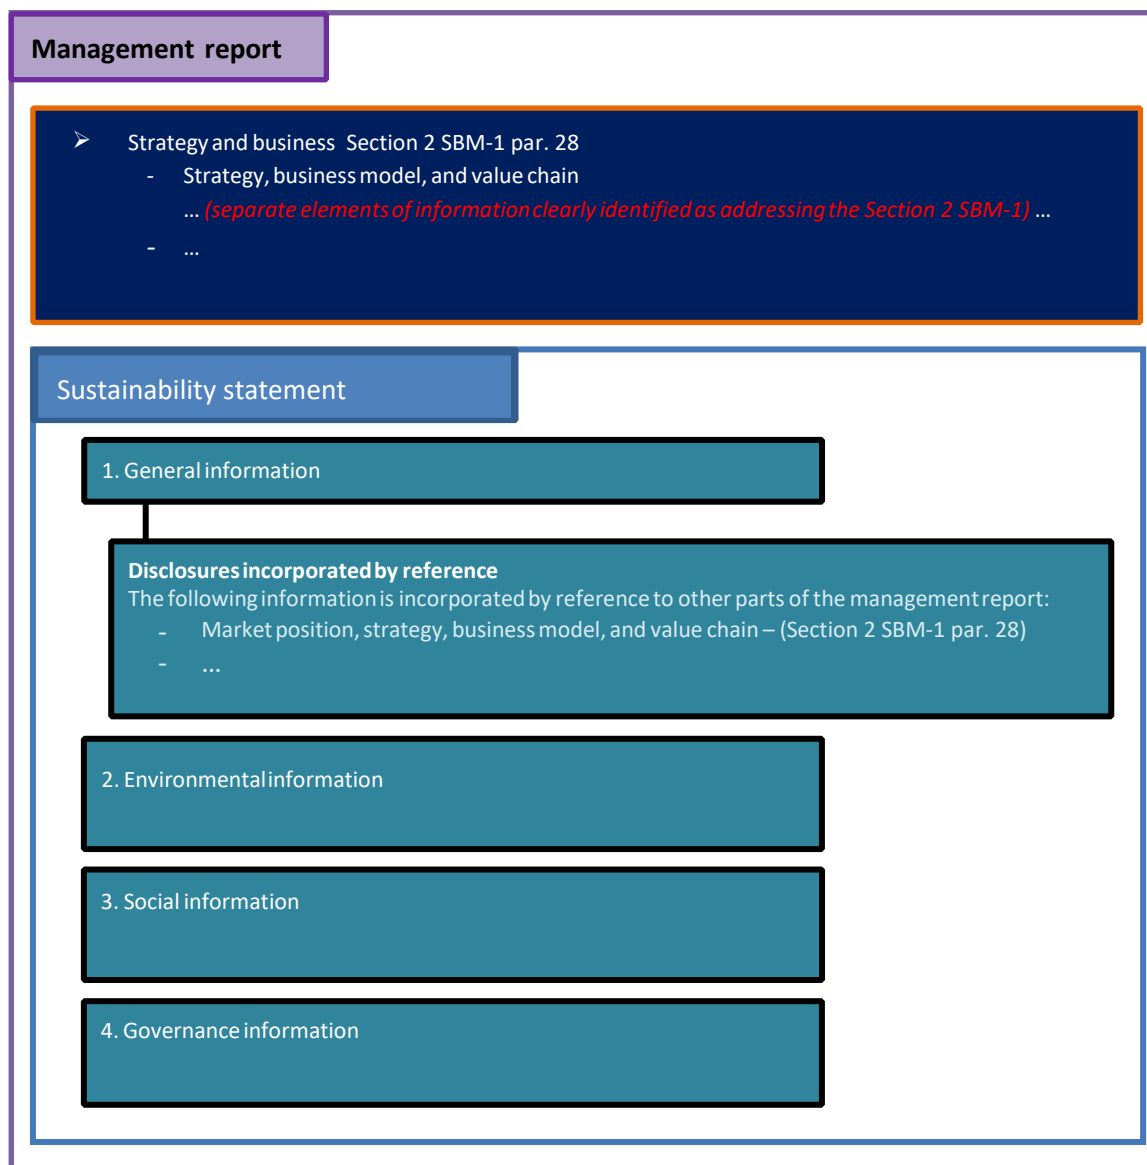 Management report
➢ Strategy and business Section 2 SBM-1 par. 28
- Strategy, business model, and value chain
... (separate elements of information clearly identified as addressing the Section 2 SBM-1) ...
- ...
Sustainability statement
1. General information
Disclosures incorporated by reference
The following information is incorporated by reference to other parts of the management report:
- Market position, strategy, business model, and value chain – (Section 2 SBM-1 par. 28)
- ...
2. Environmental information
3. Social information
4. Governance information